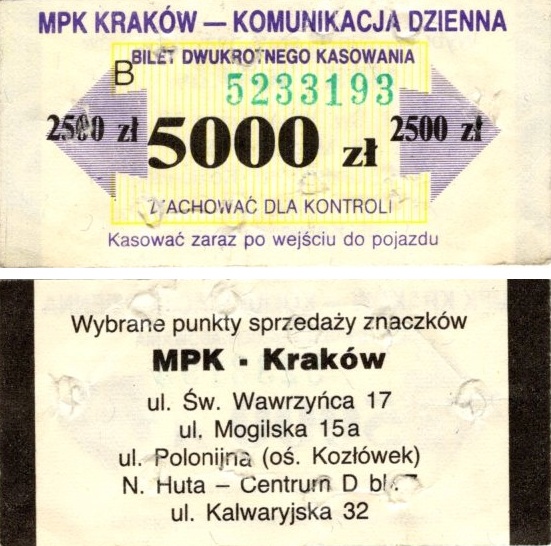 MPK KRAKÓW — KOMUNIKACJA DZIENNA
BILET DWUKROTNEGO KASOWANIA
B
5233193
2500 zł 5000 zł 2500 zł
ZACHOWAĆ DLA KONTROLI
Kasować zaraz po wejściu do pojazdu
Wybrane punkty sprzedaży znaczków
MPK - Kraków
ul. Św. Wawrzyńca 17
ul. Mogilska 15a
ul. Polonijna (oś. Kozłówek)
N. Huta – Centrum D bl.
ul. Kalwaryjska 32